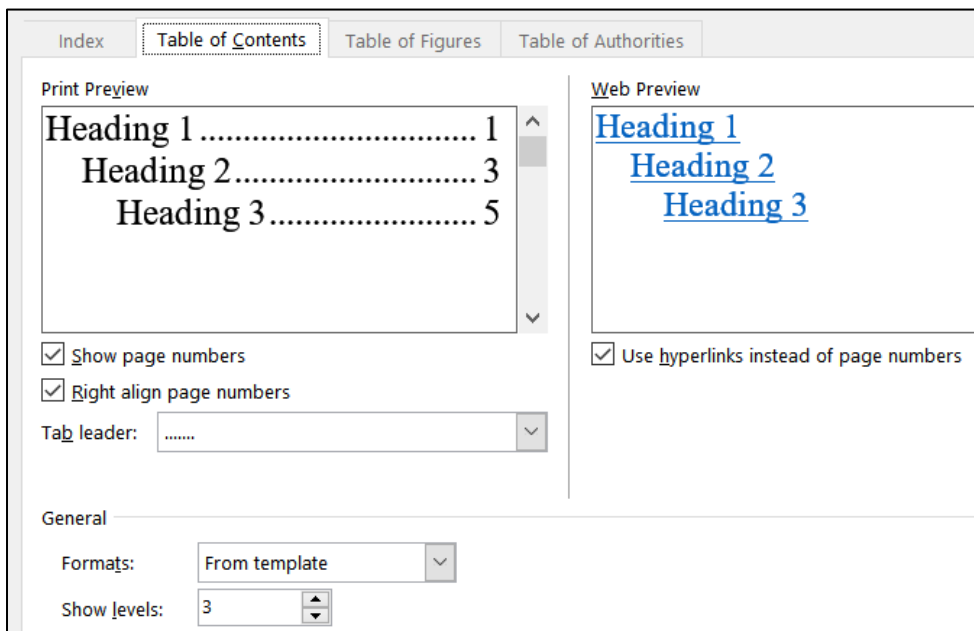 Index Table of Contents Table of Figures Table of Authorities
Print Preview
Heading 1................................ 1
Heading 2............................ 3
Heading 3........................ 5
Show page numbers
Right align page numbers
Tab leader: .......
Web Preview
Heading 1
Heading 2
Heading 3
Use hyperlinks instead of page numbers
General
Formats: From template
Show levels: 3